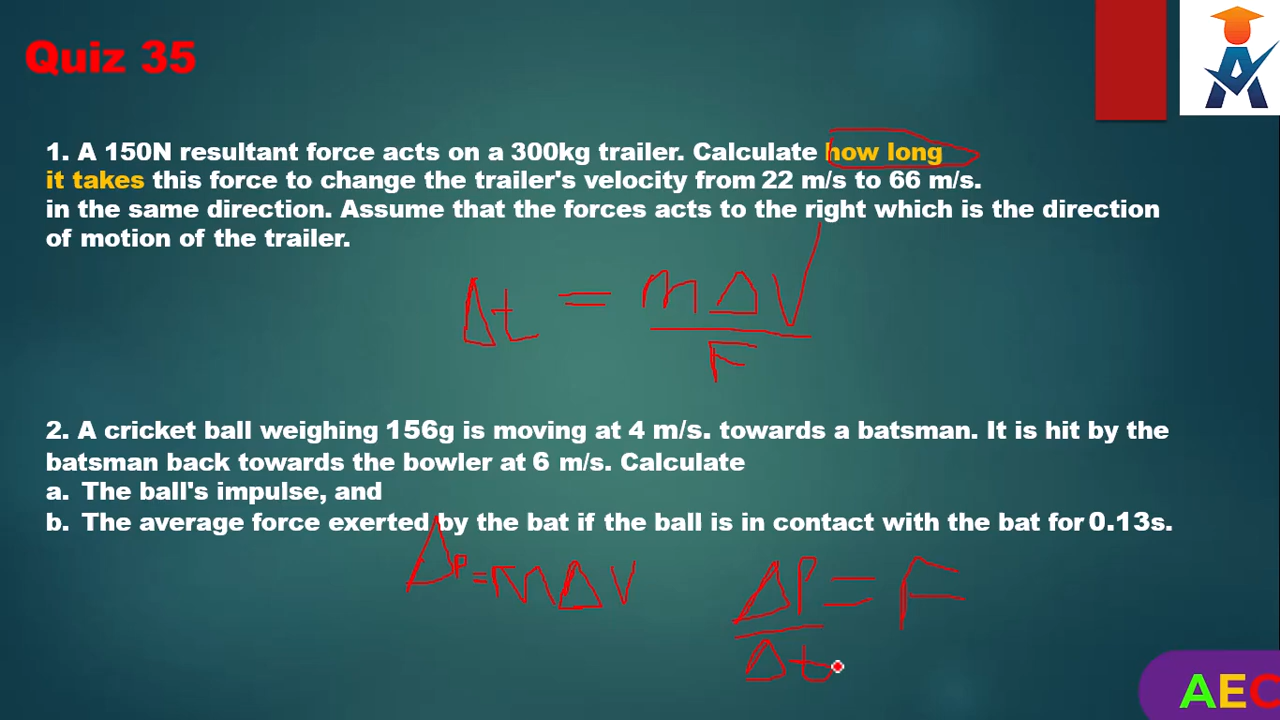 Quiz 35
1. A 150N resultant force acts on a 300kg trailer. Calculate how long
it takes this force to change the trailer's velocity from 22 m/s to 66 m/s.
in the same direction. Assume that the forces acts to the right which is the direction
of motion of the trailer.
Δt = mΔV
F
2. A cricket ball weighing 156g is moving at 4 m/s. towards a batsman. It is hit by the
batsman back towards the bowler at 6 m/s. Calculate
a. The ball's impulse, and
b. The average force exerted by the bat if the ball is in contact with the bat for 0.13s.
ΔP = mΔV
ΔP = F
Δt
AEC